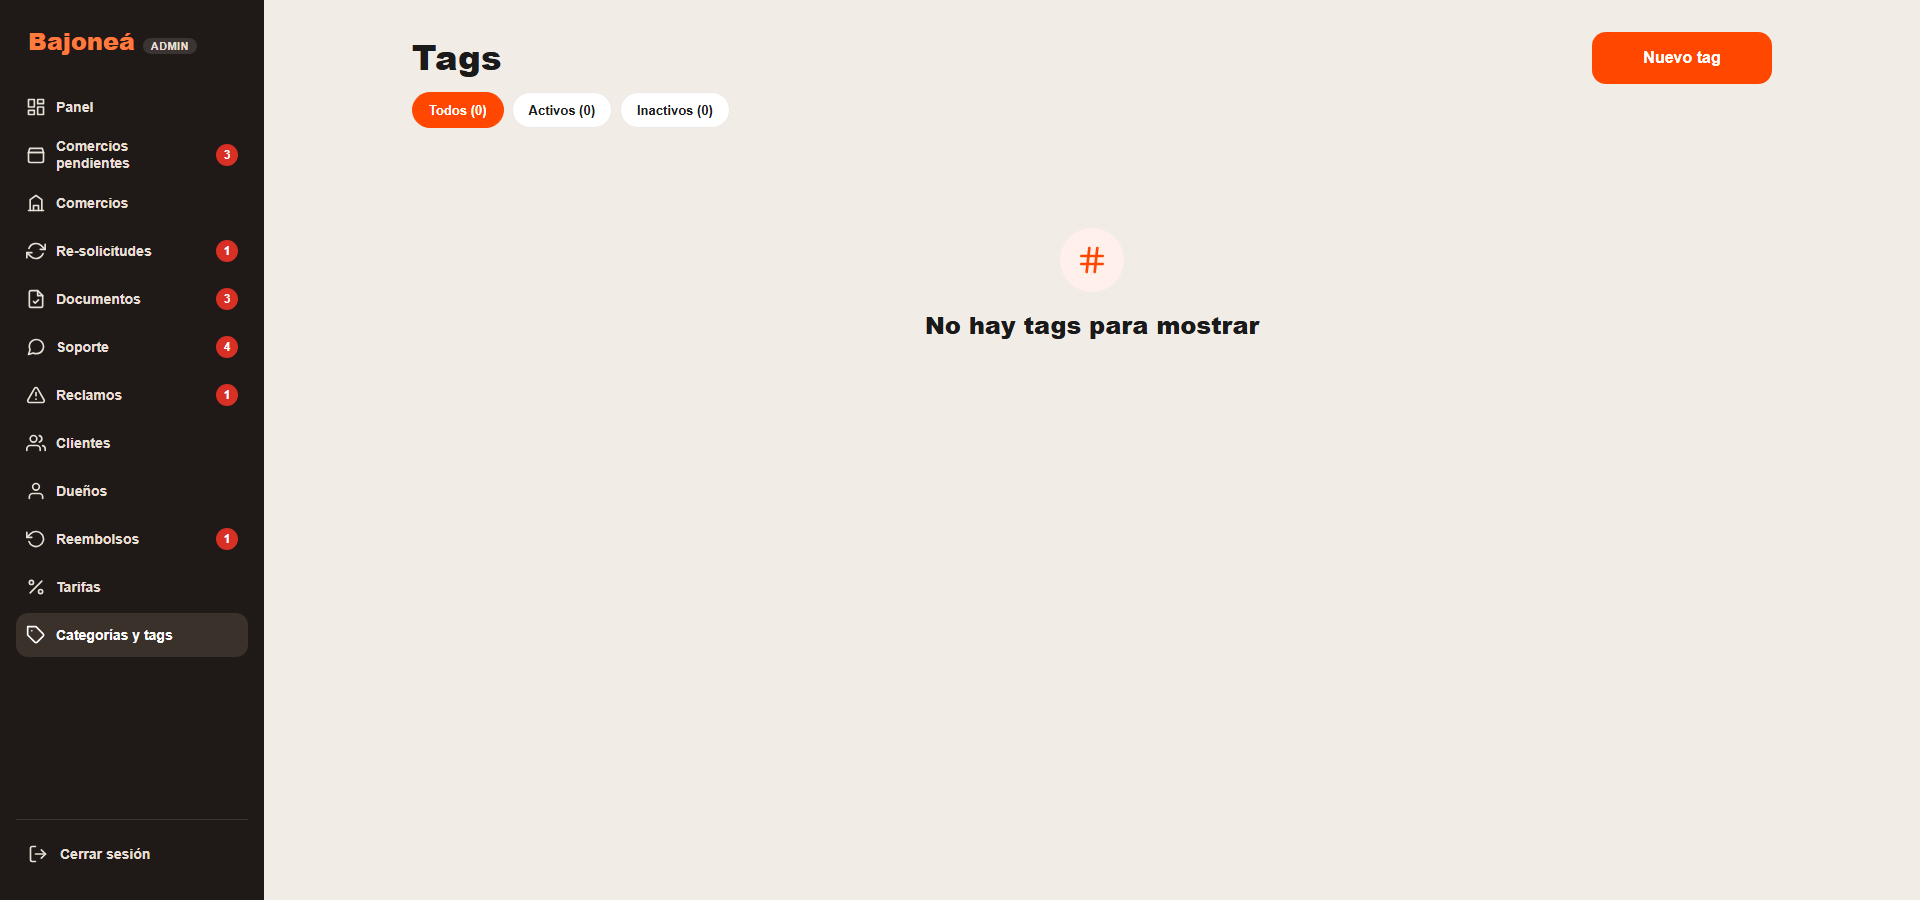 Bajoneá ADMIN
Panel
Comercios
pendientes 3
Comercios
Re-solicitudes 1
Documentos 3
Soporte 4
Reclamos 1
Clientes
Dueños
Reembolsos 1
Tarifas
Categorías y tags
Cerrar sesión
Tags
Nuevo tag
Todos (0) Activos (0) Inactivos (0)
#
No hay tags para mostrar